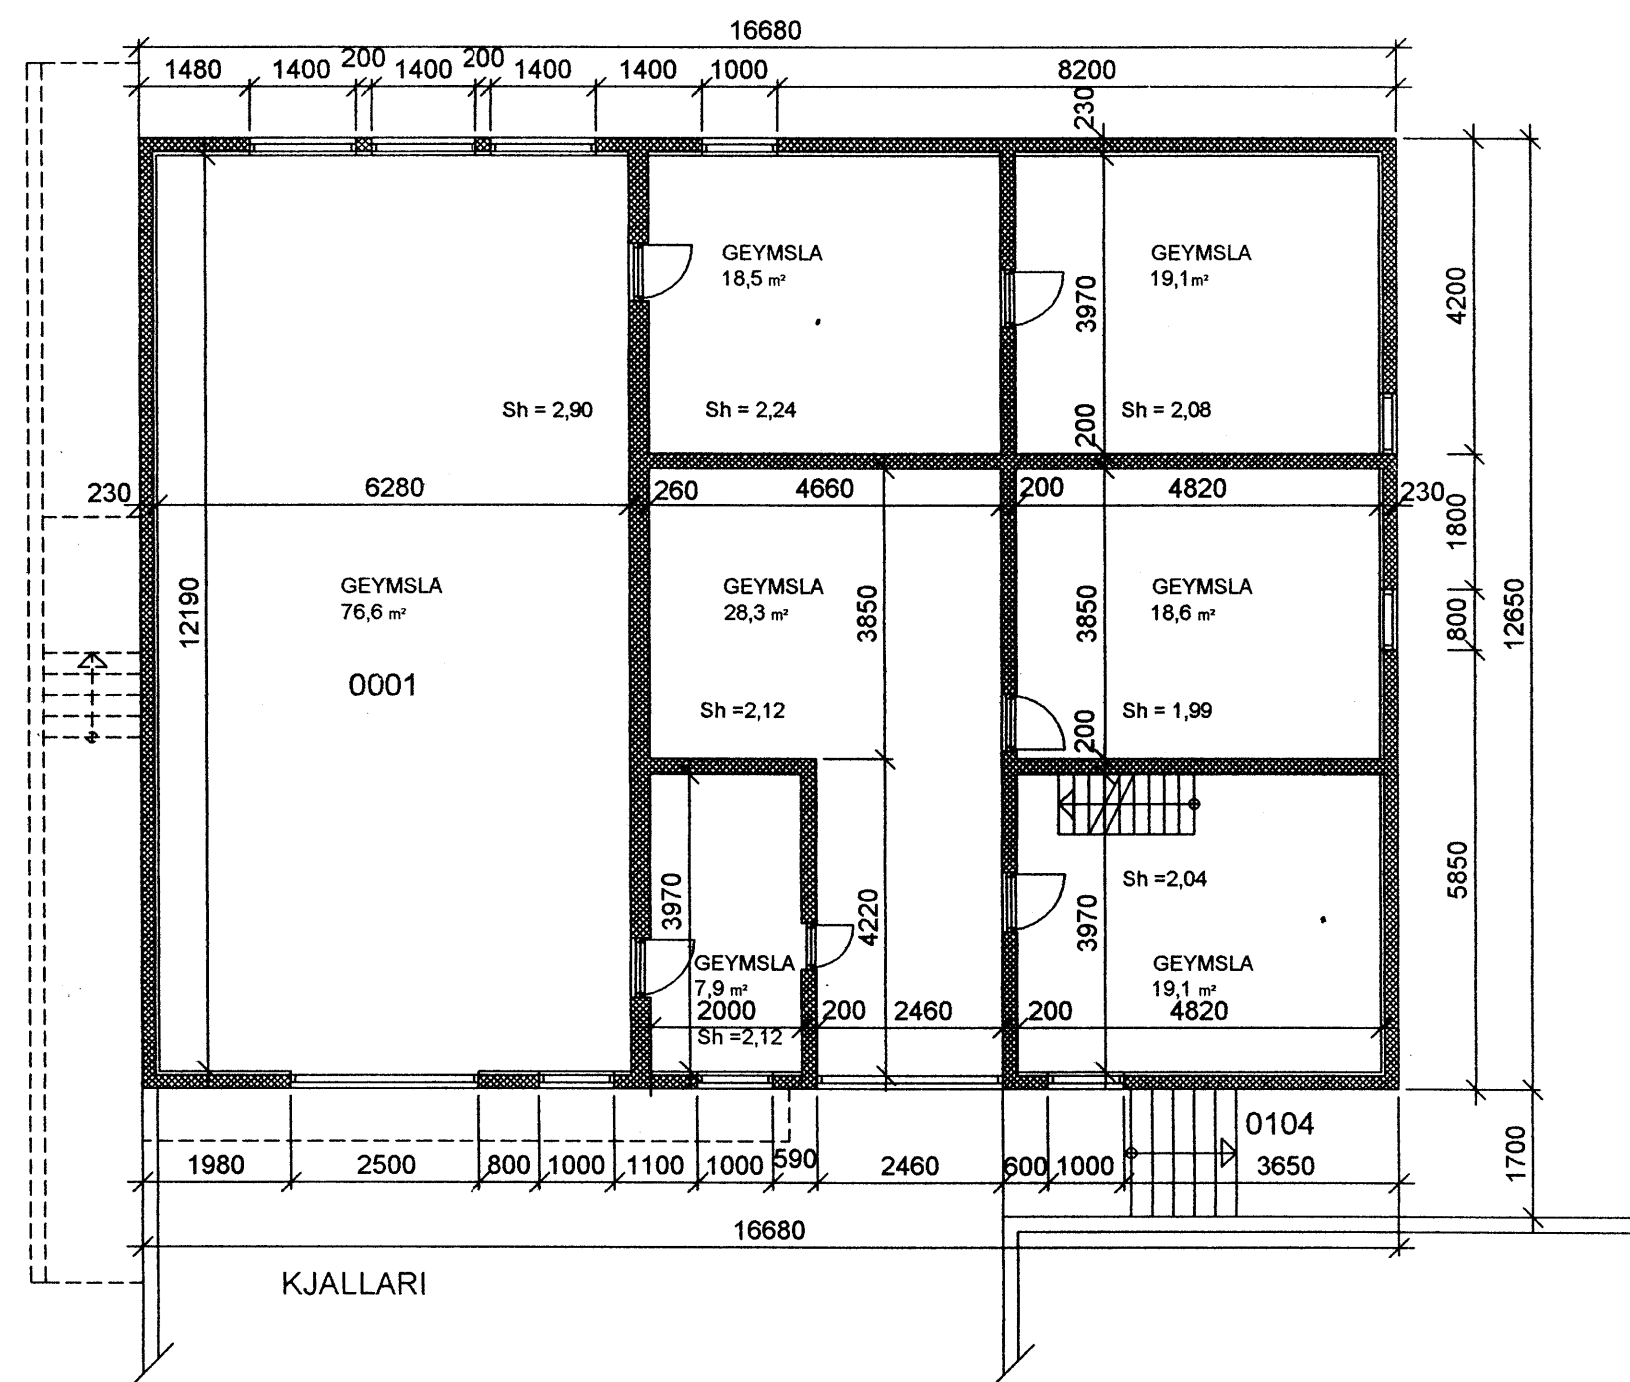 16680
1480 1400 200 1400 200 1400 1400 1000 8200
230
GEYMSLA
18,5 m²
GEYMSLA
19,1 m²
3970
4200
Sh = 2,90
Sh = 2,24
Sh = 2,08
200
230 6280 260 4660 200 4820 230
1800
12190
GEYMSLA
76,6 m²
GEYMSLA
28,3 m²
3850
3850
GEYMSLA
18,6 m²
800
12650
0001
Sh =2,12
Sh = 1,99
200
3970
4220
3970
Sh =2,04
5850
GEYMSLA
7,9 m²
GEYMSLA
19,1 m²
2000 200 2460 200 4820
Sh =2,12
0104
1700
1980 2500 800 1000 1100 1000 590 2460 600 1000 3650
16680
KJALLARI